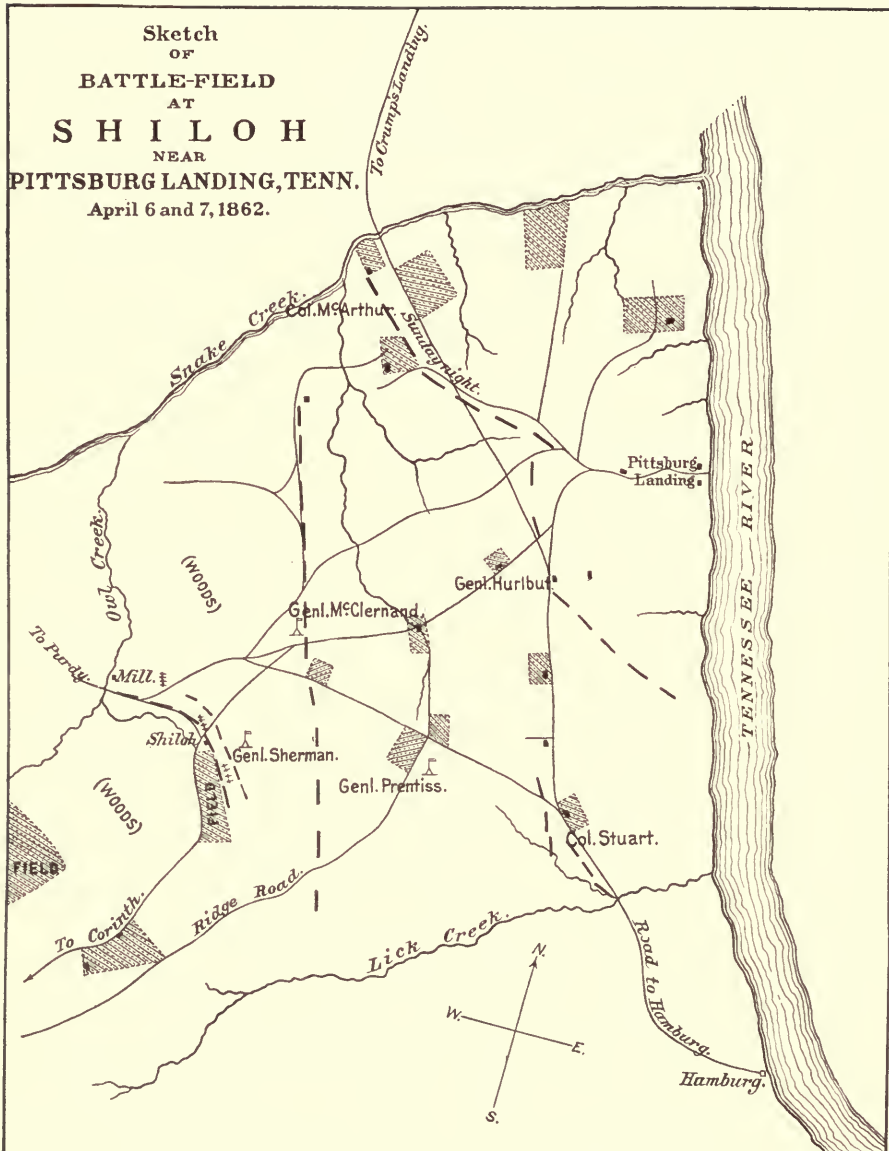 Sketch
OF
BATTLE-FIELD
AT
SHILOH
NEAR
PITTSBURG LANDING, TENN.
April 6 and 7, 1862.
To Crump's Landing.
Snake Creek.
Col. McArthur.
Sunday night.
Pittsburg
Landing
TENNESSEE RIVER
Owl Creek.
(WOODS)
Genl. Hurlbut
Genl. McClernand.
To Purdy.
Mill.
Shiloh
Genl. Sherman.
Genl. Prentiss.
(WOODS)
FIELD
FIELD
Col. Stuart.
Ridge Road.
To Corinth.
Lick Creek.
Road to Hamburg.
Hamburg.
N.
W.
E.
S.